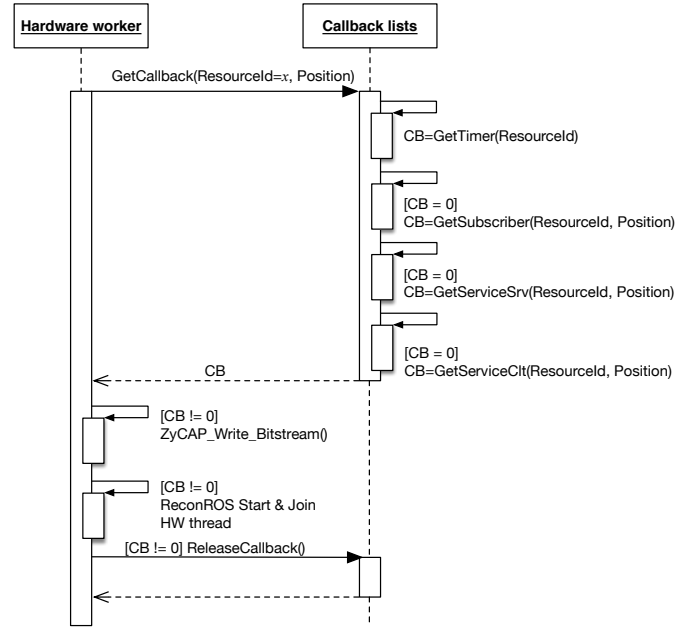 Hardware worker
Callback lists
GetCallback(ResourceId=x, Position)
CB=GetTimer(ResourceId)
[CB = 0]
CB=GetSubscriber(ResourceId, Position)
[CB = 0]
CB=GetServiceSrv(ResourceId, Position)
[CB = 0]
CB=GetServiceClt(ResourceId, Position)
CB
[CB != 0]
ZyCAP_Write_Bitstream()
[CB != 0]
ReconROS Start & Join
HW thread
[CB != 0] ReleaseCallback()